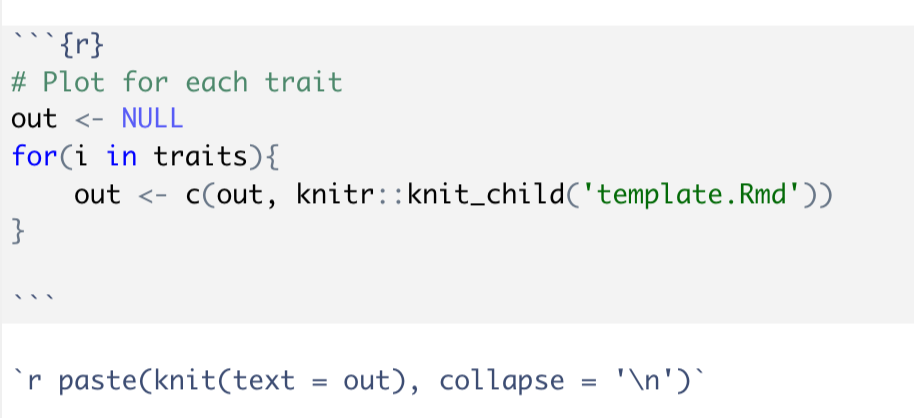 ```{r}
# Plot for each trait
out <- NULL
for(i in traits){
    out <- c(out, knitr::knit_child('template.Rmd'))
}
```
`r paste(knit(text = out), collapse = '\n')`